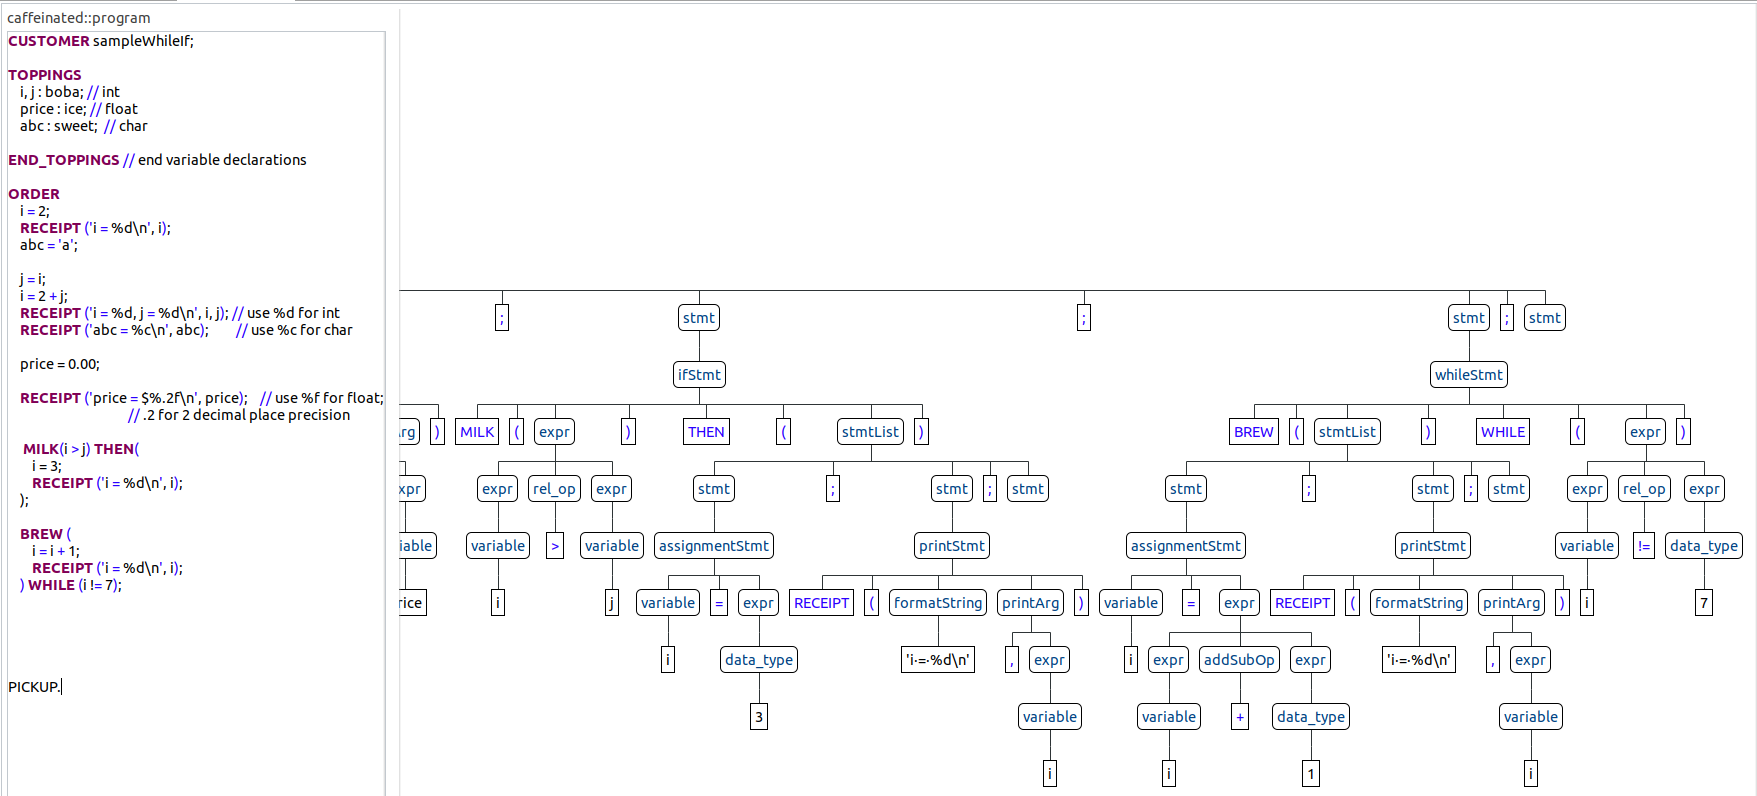 caffeinated::program
CUSTOMER sampleWhileIf;
TOPPINGS
i, j : boba; // int
price : ice; // float
abc : sweet;  // char
END_TOPPINGS // end variable declarations
ORDER
i = 2;
RECEIPT ('i = %d\n', i);
abc = 'a';
j = i;
i = 2 + j;
RECEIPT ('i = %d, j = %d\n', i, j); // use %d for int
RECEIPT ('abc = %c\n', abc);       // use %c for char
price = 0.00;
RECEIPT ('price = $%.2f\n', price);   // use %f for float;
// .2 for 2 decimal place precision
MILK(i > j) THEN(
i = 3;
RECEIPT ('i = %d\n', i);
);
BREW (
i = i + 1;
RECEIPT ('i = %d\n', i);
) WHILE (i != 7);
PICKUP.
; stmt ; stmt ; stmt
ifStmt whileStmt
rg ) MILK ( expr ) THEN ( stmtList ) BREW ( stmtList ) WHILE ( expr )
xpr expr rel_op expr stmt ; stmt ; stmt stmt ; stmt ; stmt expr rel_op expr
iable variable > variable assignmentStmt printStmt assignmentStmt printStmt variable != data_type
rice i j variable = expr RECEIPT ( formatString printArg ) variable = expr RECEIPT ( formatString printArg ) i 7
i data_type 'i·=·%d\n' , expr i expr addSubOp expr 'i·=·%d\n' , expr
3 variable variable + data_type variable
i i 1 i